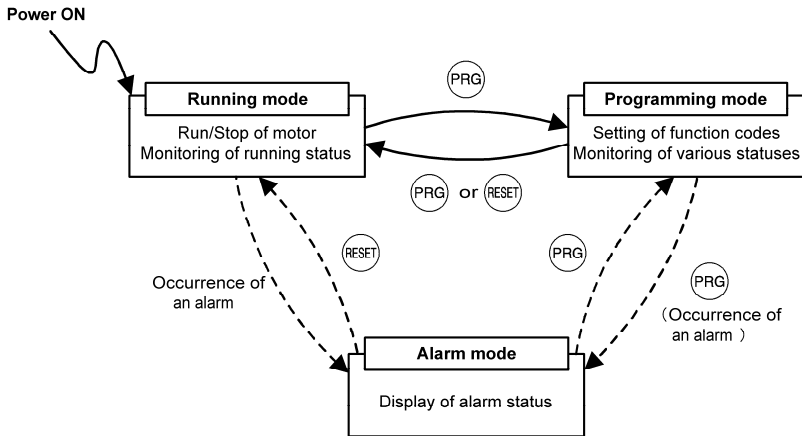 Power ON
Running mode
Run/Stop of motor
Monitoring of running status
PRG
Programming mode
Setting of function codes
Monitoring of various statuses
PRG or RESET
Occurrence of
an alarm
RESET
PRG
PRG
(Occurrence of
an alarm )
Alarm mode
Display of alarm status